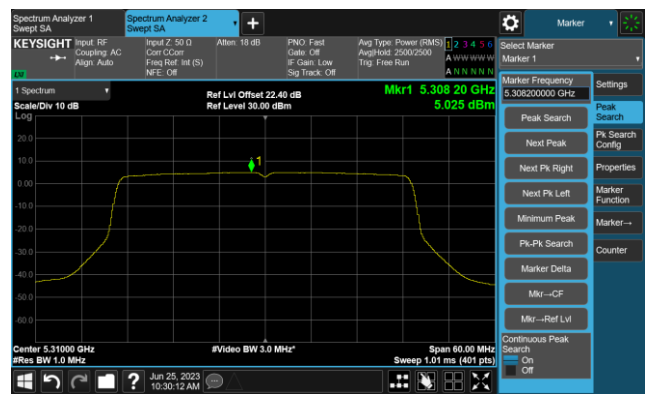 Spectrum Analyzer 1
Swept SA
Spectrum Analyzer 2
Swept SA
+
Marker
KEYSIGHT
Input: RF
Coupling: AC
Align: Auto
Input Z: 50 Ω
Corr CCorr
Freq Ref: Int (S)
NFE: Off
Atten: 18 dB
PNO: Fast
Gate: Off
IF Gain: Low
Sig Track: Off
Avg Type: Power (RMS)
Avg|Hold: 2500/2500
Trig: Free Run
1 2 3 4 5 6
A W W W W W
A N N N N N
Select Marker
Marker 1
1 Spectrum
Scale/Div 10 dB
Log
Ref Lvl Offset 22.40 dB
Ref Level 30.00 dBm
Mkr1 5.308 20 GHz
5.025 dBm
20.0
10.0
0.00
-10.0
-20.0
-30.0
-40.0
-50.0
-60.0
1
Center 5.31000 GHz
#Res BW 1.0 MHz
#Video BW 3.0 MHz*
Span 60.00 MHz
Sweep 1.01 ms (401 pts)
Marker Frequency
5.308200000 GHz
Peak Search
Next Peak
Next Pk Right
Next Pk Left
Minimum Peak
Pk-Pk Search
Marker Delta
Mkr→CF
Mkr→Ref Lvl
Continuous Peak
Search
On
Off
Settings
Peak
Search
Pk Search
Config
Properties
Marker
Function
Marker→
Counter
?
Jun 25, 2023
10:30:12 AM